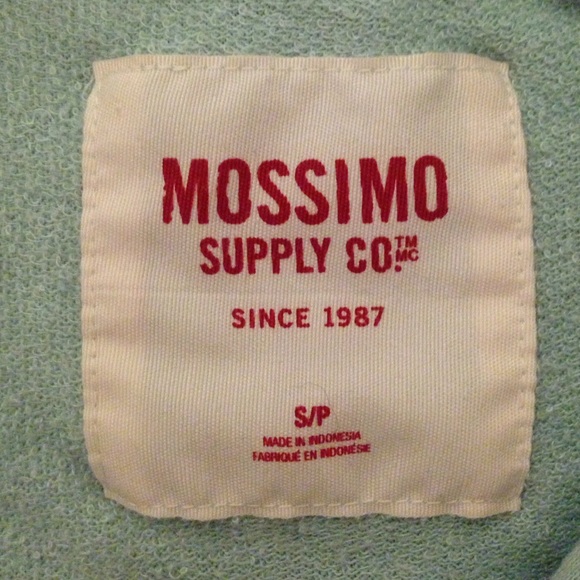 MOSSIMO
SUPPLY CO.™ MC
SINCE 1987
S/P
MADE IN INDONESIA
FABRIQUÉ EN INDONÉSIE